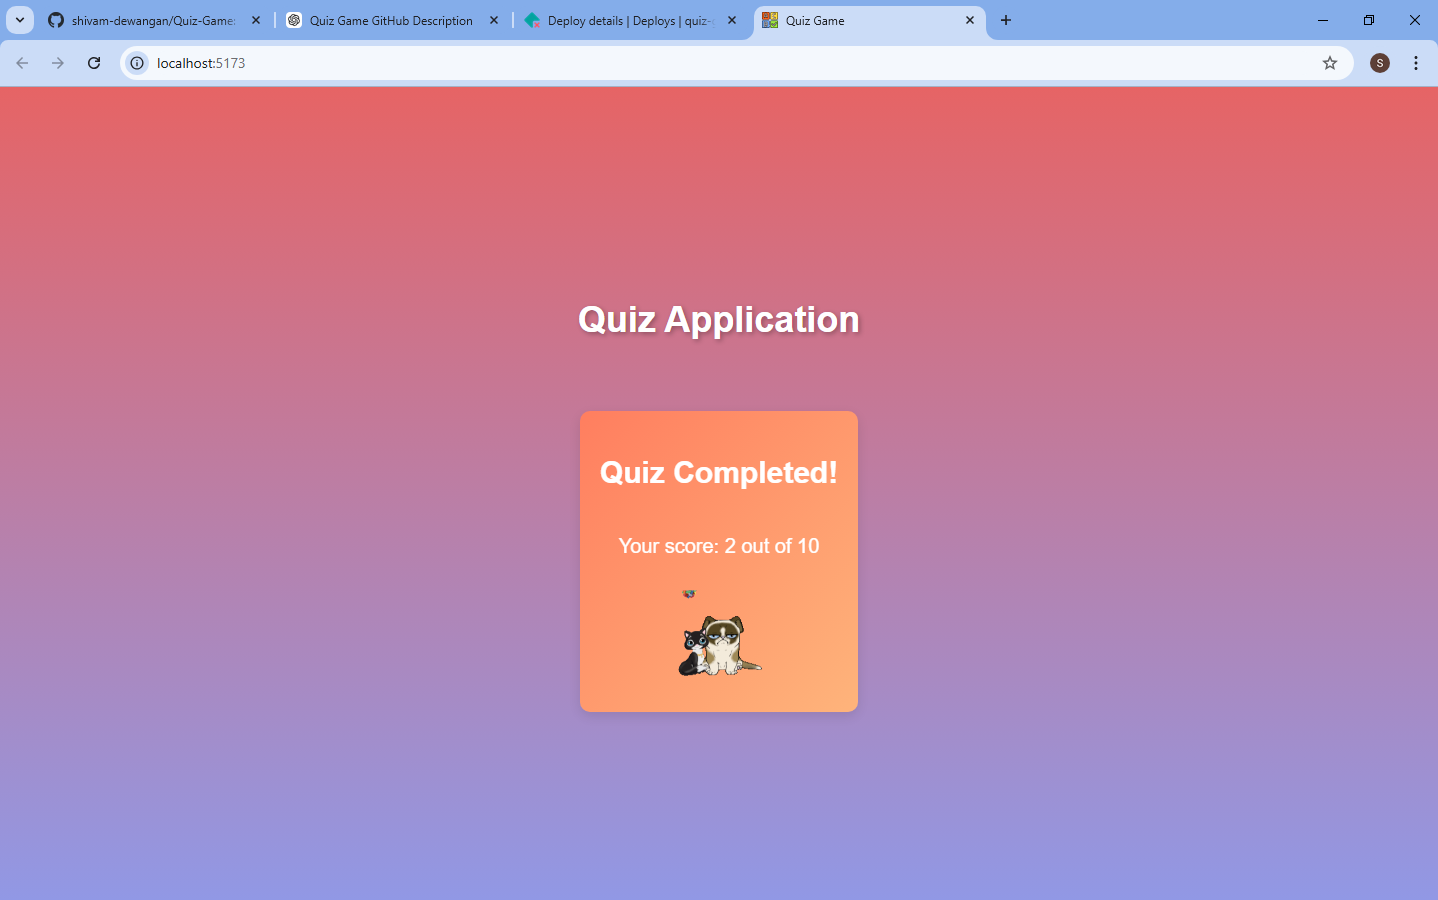 shivam-dewangan/Quiz-Game:
Quiz Game GitHub Description
Deploy details | Deploys | quiz-
Quiz Game
localhost:5173
S
Quiz Application
Quiz Completed!
Your score: 2 out of 10